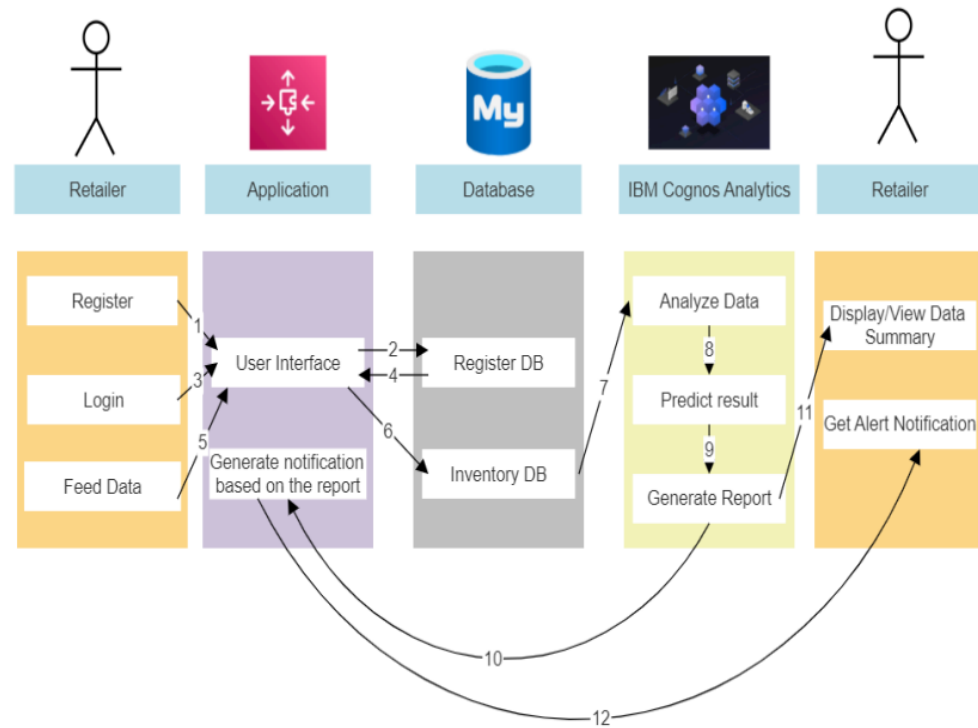 My
Retailer
Application
Database
IBM Cognos Analytics
Retailer
Register
Login
Feed Data
1
3
5
User Interface
Generate notification
based on the report
2
4
6
Register DB
Inventory DB
7
Analyze Data
8
Predict result
9
Generate Report
11
Display/View Data
Summary
Get Alert Notification
10
12